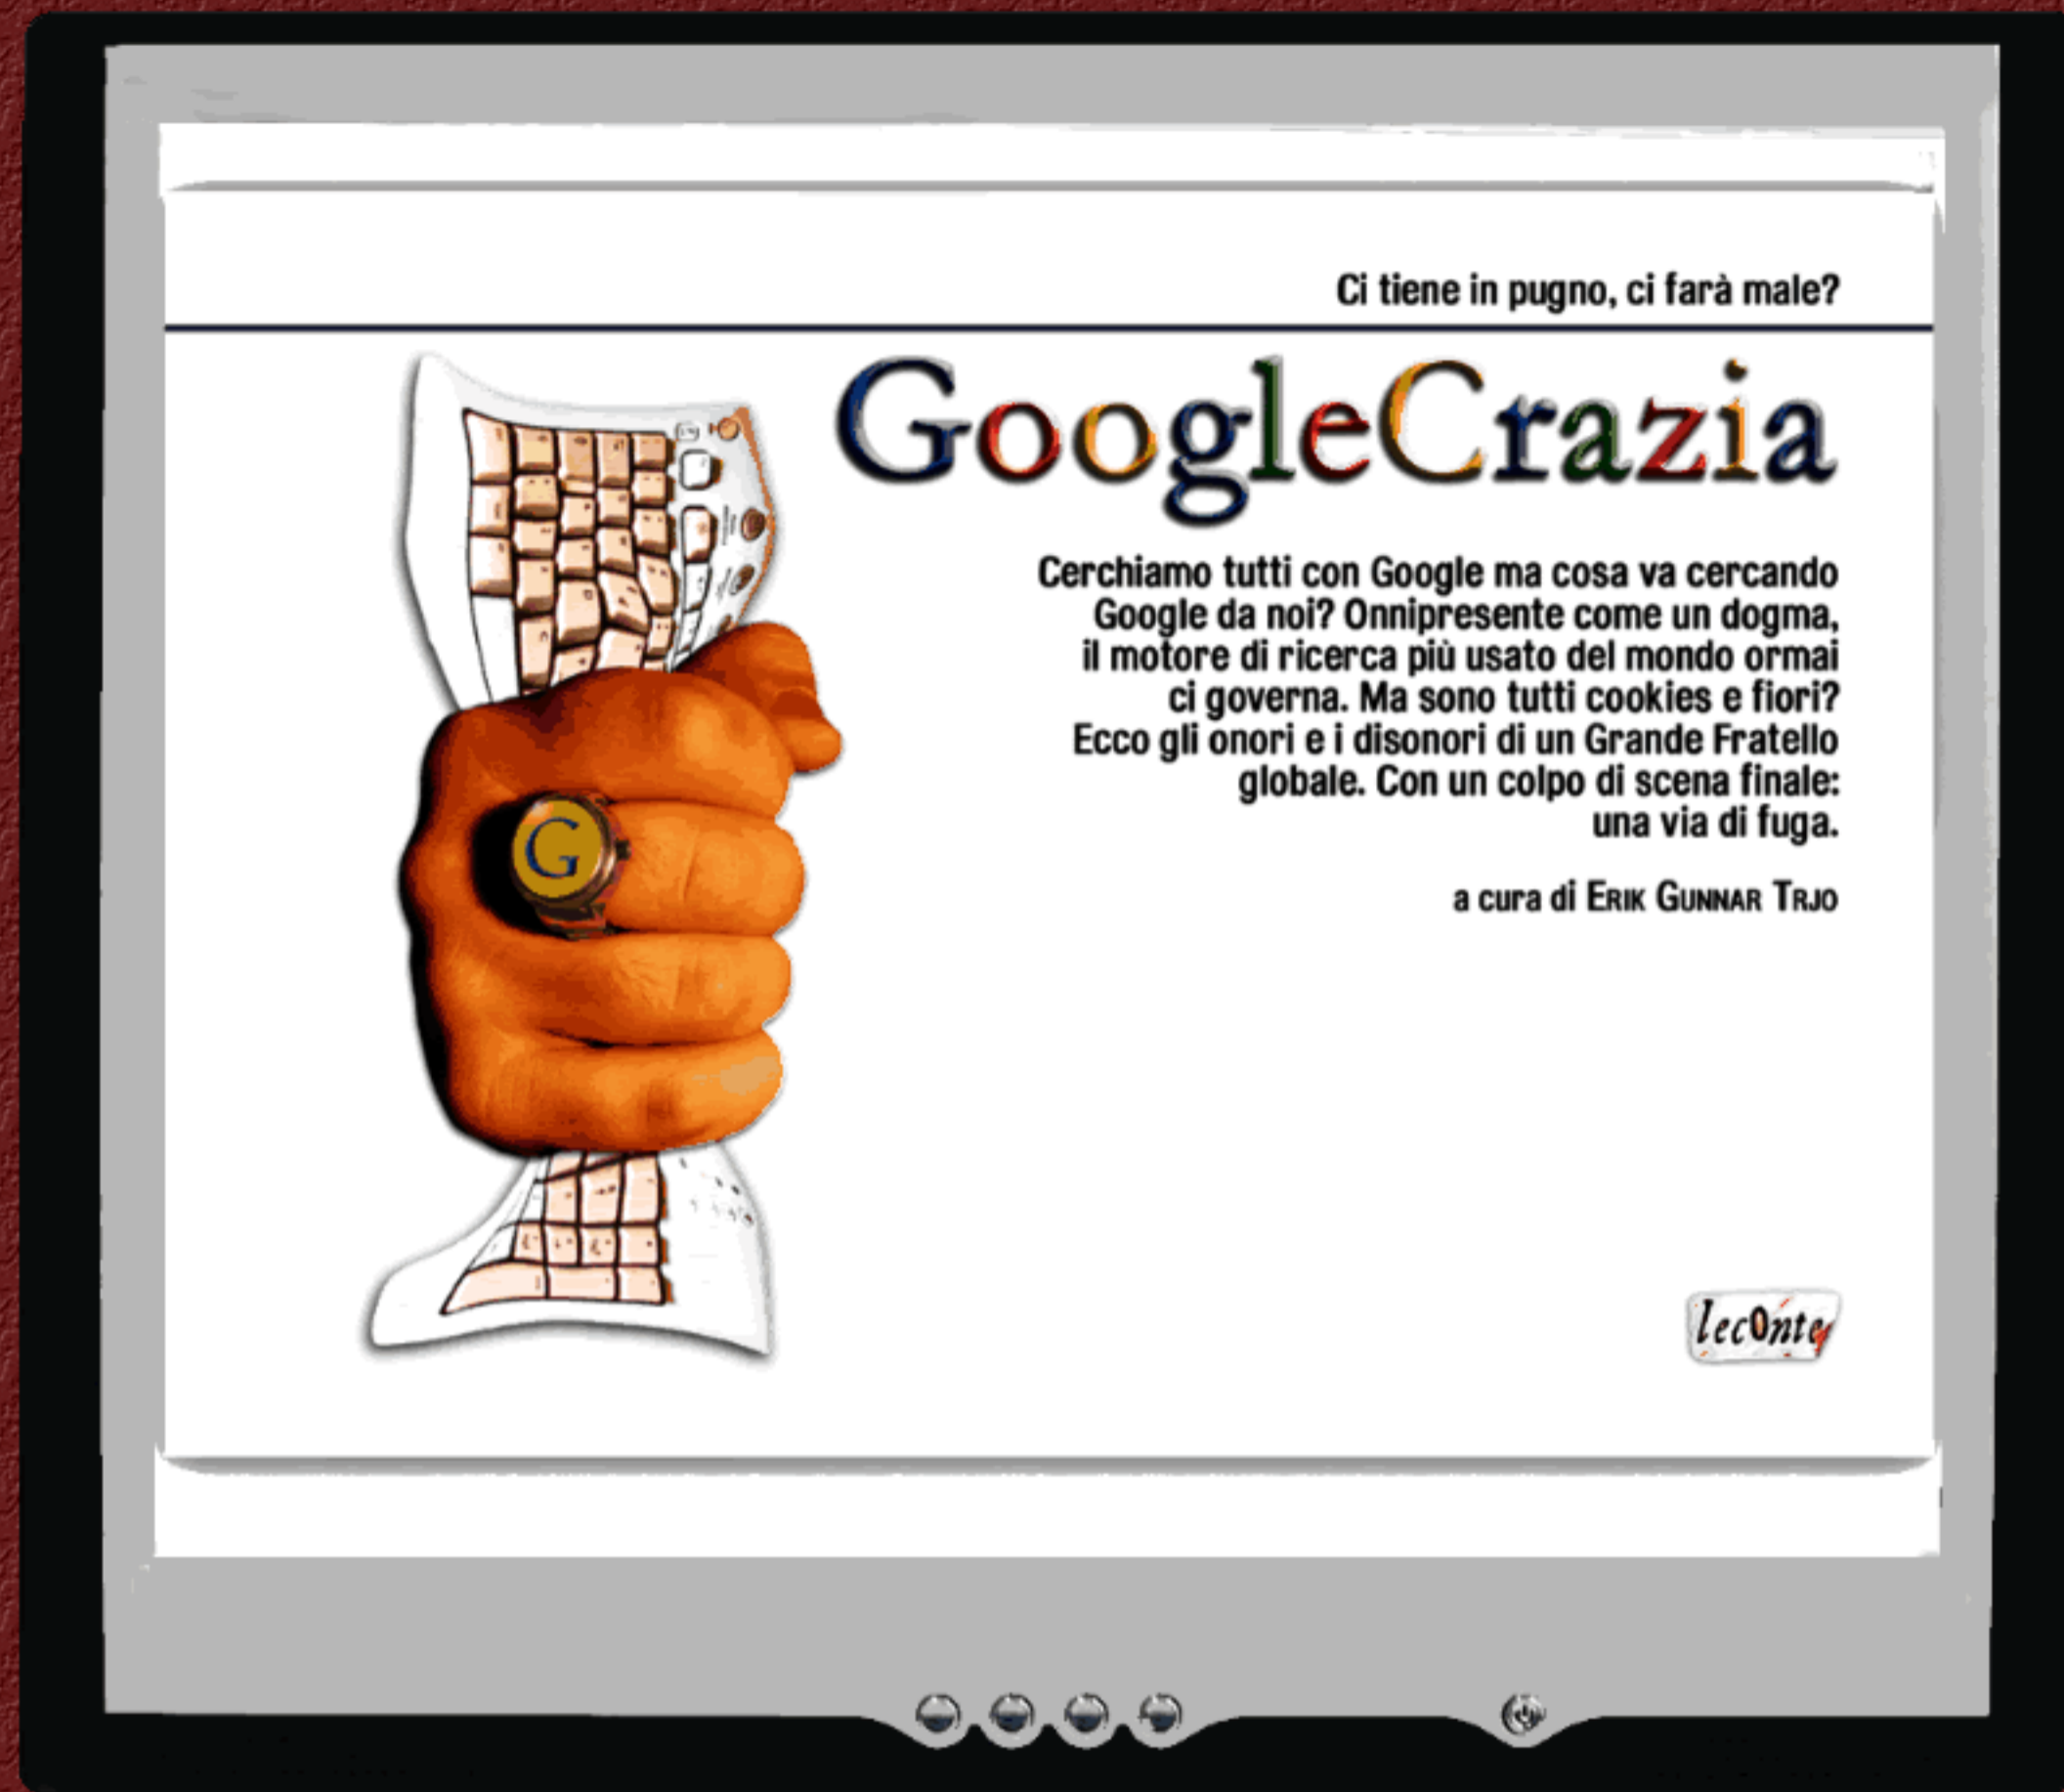 Ci tiene in pugno, ci farà male?
GoogleCrazia
Cerchiamo tutti con Google ma cosa va cercando
Google da noi? Onnipresente come un dogma,
il motore di ricerca più usato del mondo ormai
ci governa. Ma sono tutti cookies e fiori?
Ecco gli onori e i disonori di un Grande Fratello
globale. Con un colpo di scena finale:
una via di fuga.
a cura di ERIK GUNNAR TRJO
G
leconte